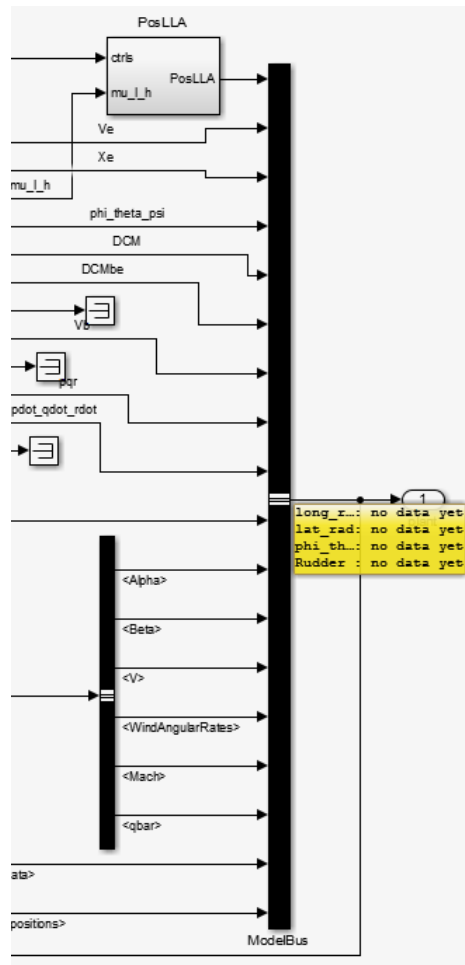 PosLLA
ctrls
PosLLA
mu_l_h
Ve
Xe
mu_l_h
phi_theta_psi
DCM
DCMbe
Vb
pqr
pdot_qdot_rdot
1
long_r…: no data yet
lat_rad: no data yet
phi_th…: no data yet
Rudder : no data yet
<Alpha>
<Beta>
<V>
<WindAngularRates>
<Mach>
<qbar>
ata>
positions>
ModelBus